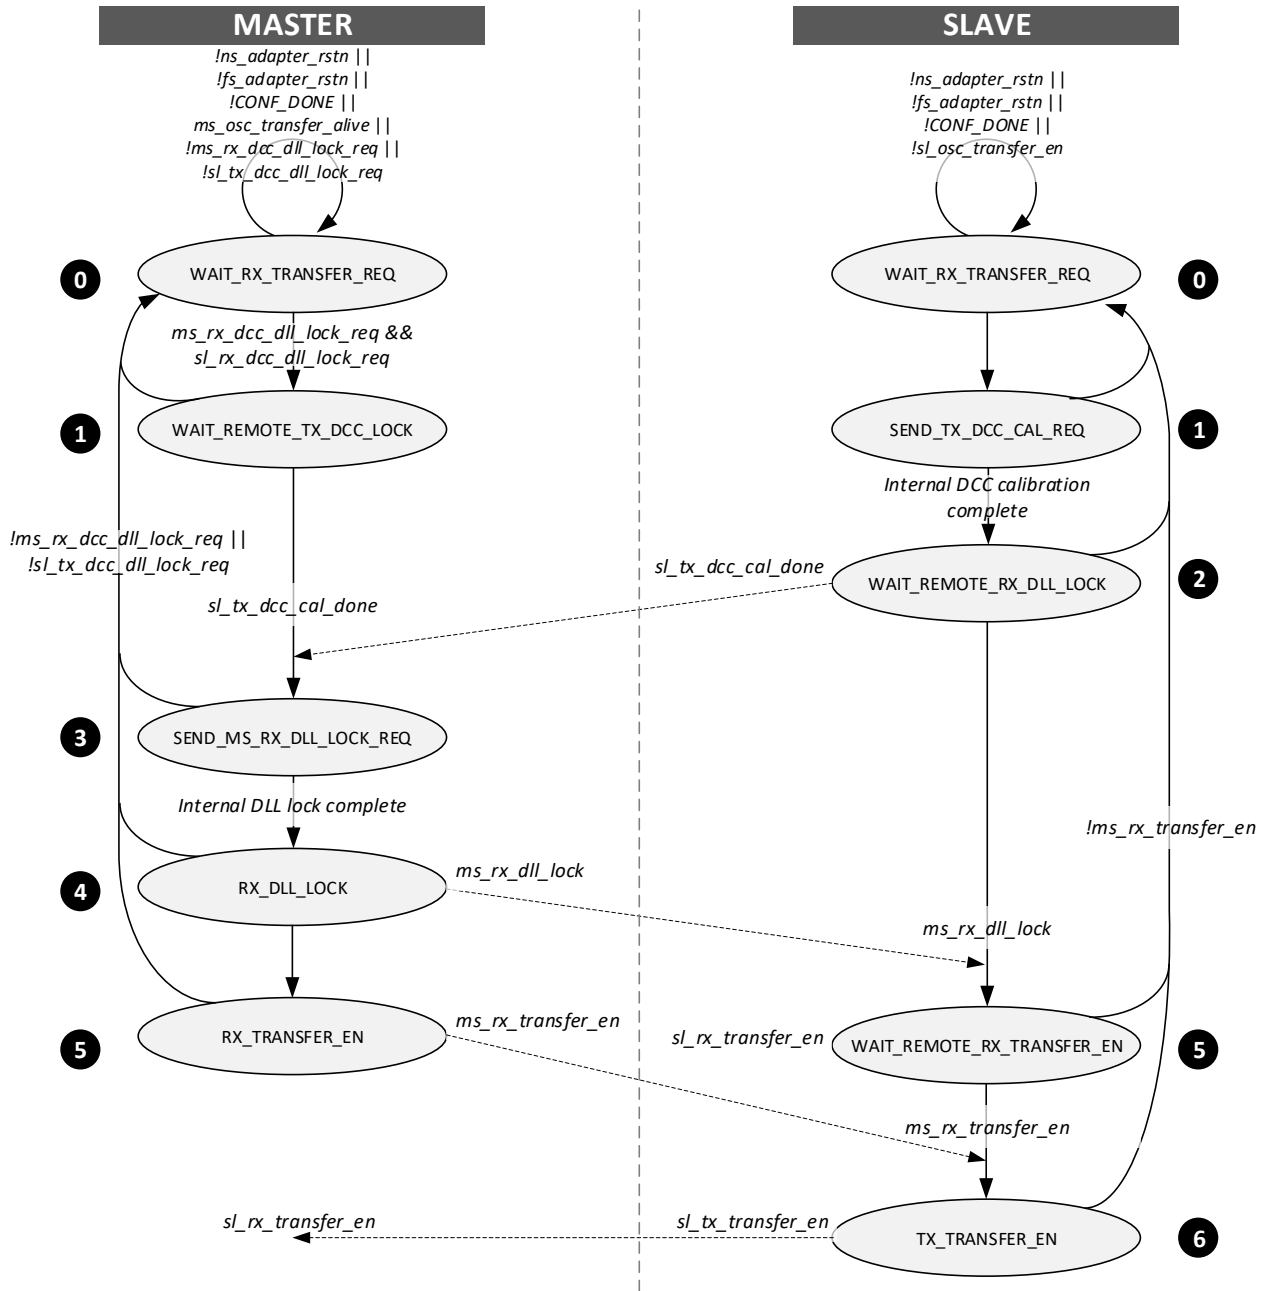 MASTER
!ns_adapter_rstn ||
!fs_adapter_rstn ||
!CONF_DONE ||
ms_osc_transfer_alive ||
!ms_rx_dcc_dll_lock_req ||
!sl_tx_dcc_dll_lock_req
0
WAIT_RX_TRANSFER_REQ
ms_rx_dcc_dll_lock_req &&
sl_rx_dcc_dll_lock_req
1
WAIT_REMOTE_TX_DCC_LOCK
!ms_rx_dcc_dll_lock_req ||
!sl_tx_dcc_dll_lock_req
sl_tx_dcc_cal_done
3
SEND_MS_RX_DLL_LOCK_REQ
Internal DLL lock complete
4
RX_DLL_LOCK
ms_rx_dll_lock
5
RX_TRANSFER_EN
ms_rx_transfer_en
sl_rx_transfer_en
SLAVE
!ns_adapter_rstn ||
!fs_adapter_rstn ||
!CONF_DONE ||
!sl_osc_transfer_en
WAIT_RX_TRANSFER_REQ
0
SEND_TX_DCC_CAL_REQ
1
Internal DCC calibration
complete
sl_tx_dcc_cal_done
WAIT_REMOTE_RX_DLL_LOCK
2
!ms_rx_transfer_en
ms_rx_dll_lock
sl_rx_transfer_en
WAIT_REMOTE_RX_TRANSFER_EN
5
ms_rx_transfer_en
sl_tx_transfer_en
TX_TRANSFER_EN
6